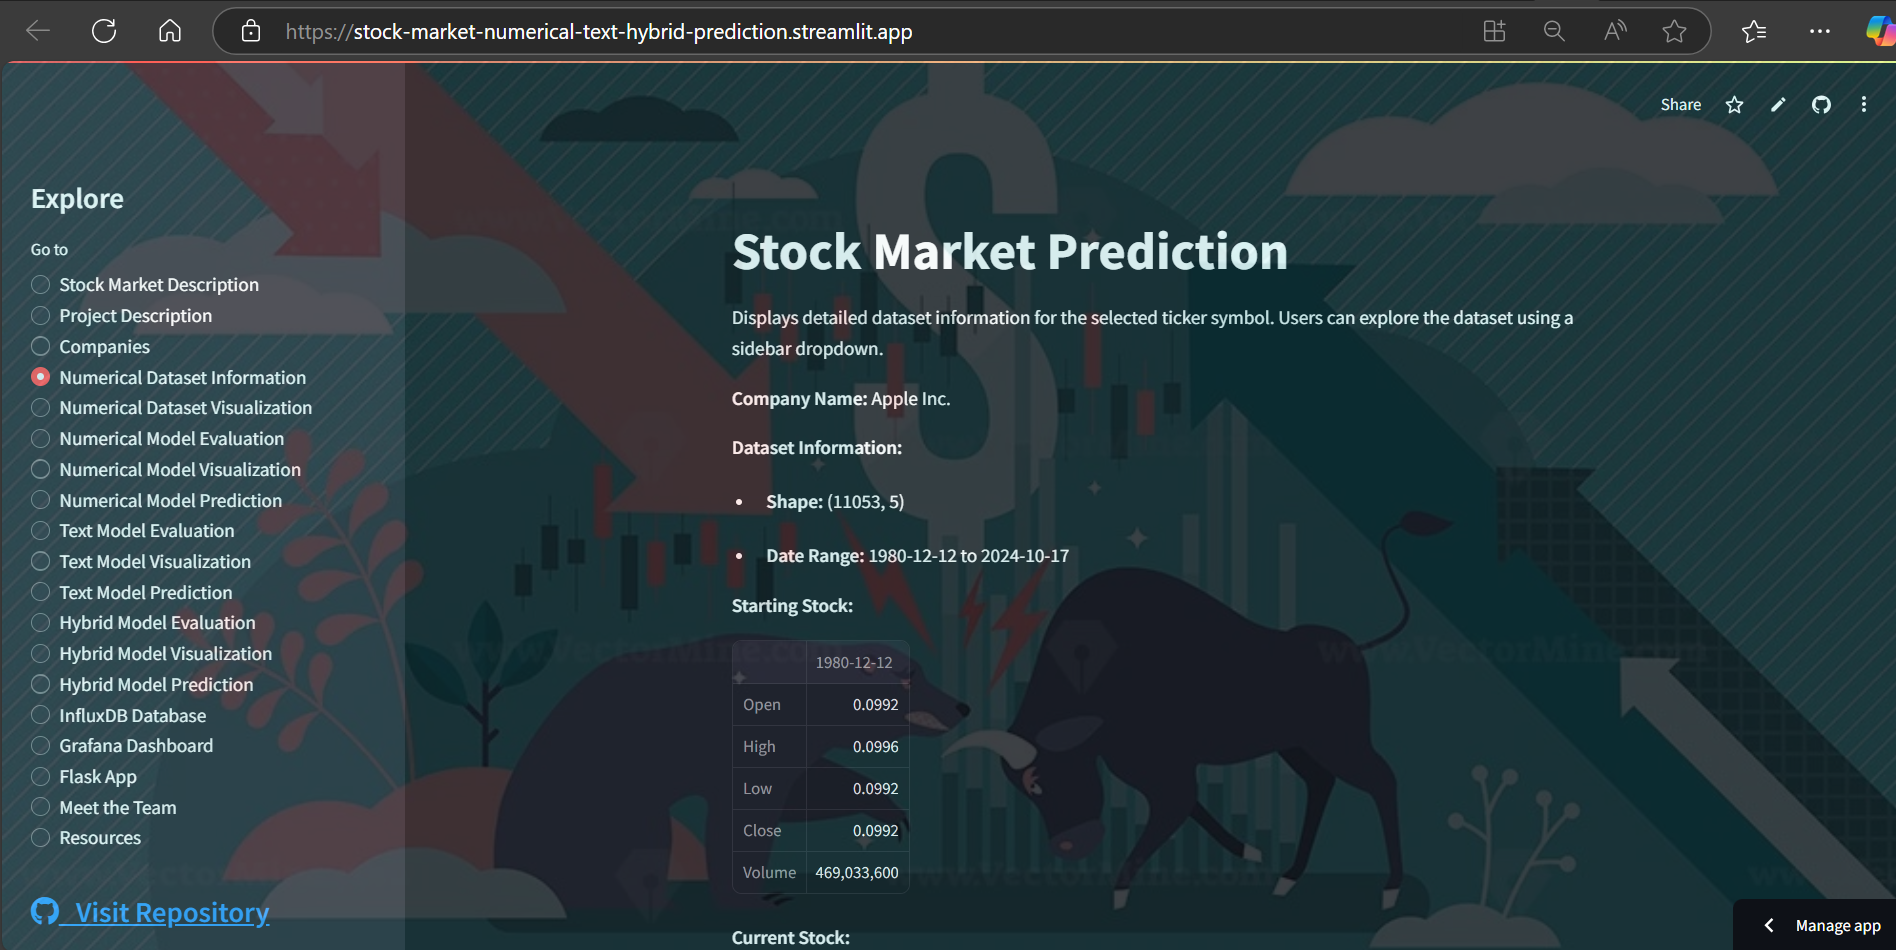 https://stock-market-numerical-text-hybrid-prediction.streamlit.app
Share
Explore
Go to
Stock Market Description
Project Description
Companies
Numerical Dataset Information
Numerical Dataset Visualization
Numerical Model Evaluation
Numerical Model Visualization
Numerical Model Prediction
Text Model Evaluation
Text Model Visualization
Text Model Prediction
Hybrid Model Evaluation
Hybrid Model Visualization
Hybrid Model Prediction
InfluxDB Database
Grafana Dashboard
Flask App
Meet the Team
Resources
Visit Repository
Stock Market Prediction
Displays detailed dataset information for the selected ticker symbol. Users can explore the dataset using a
sidebar dropdown.
Company Name: Apple Inc.
Dataset Information:
• Shape: (11053, 5)
• Date Range: 1980-12-12 to 2024-10-17
Starting Stock:
1980-12-12
Open 0.0992
High 0.0996
Low 0.0992
Close 0.0992
Volume 469,033,600
Current Stock:
www.VectorMine.com
Manage app